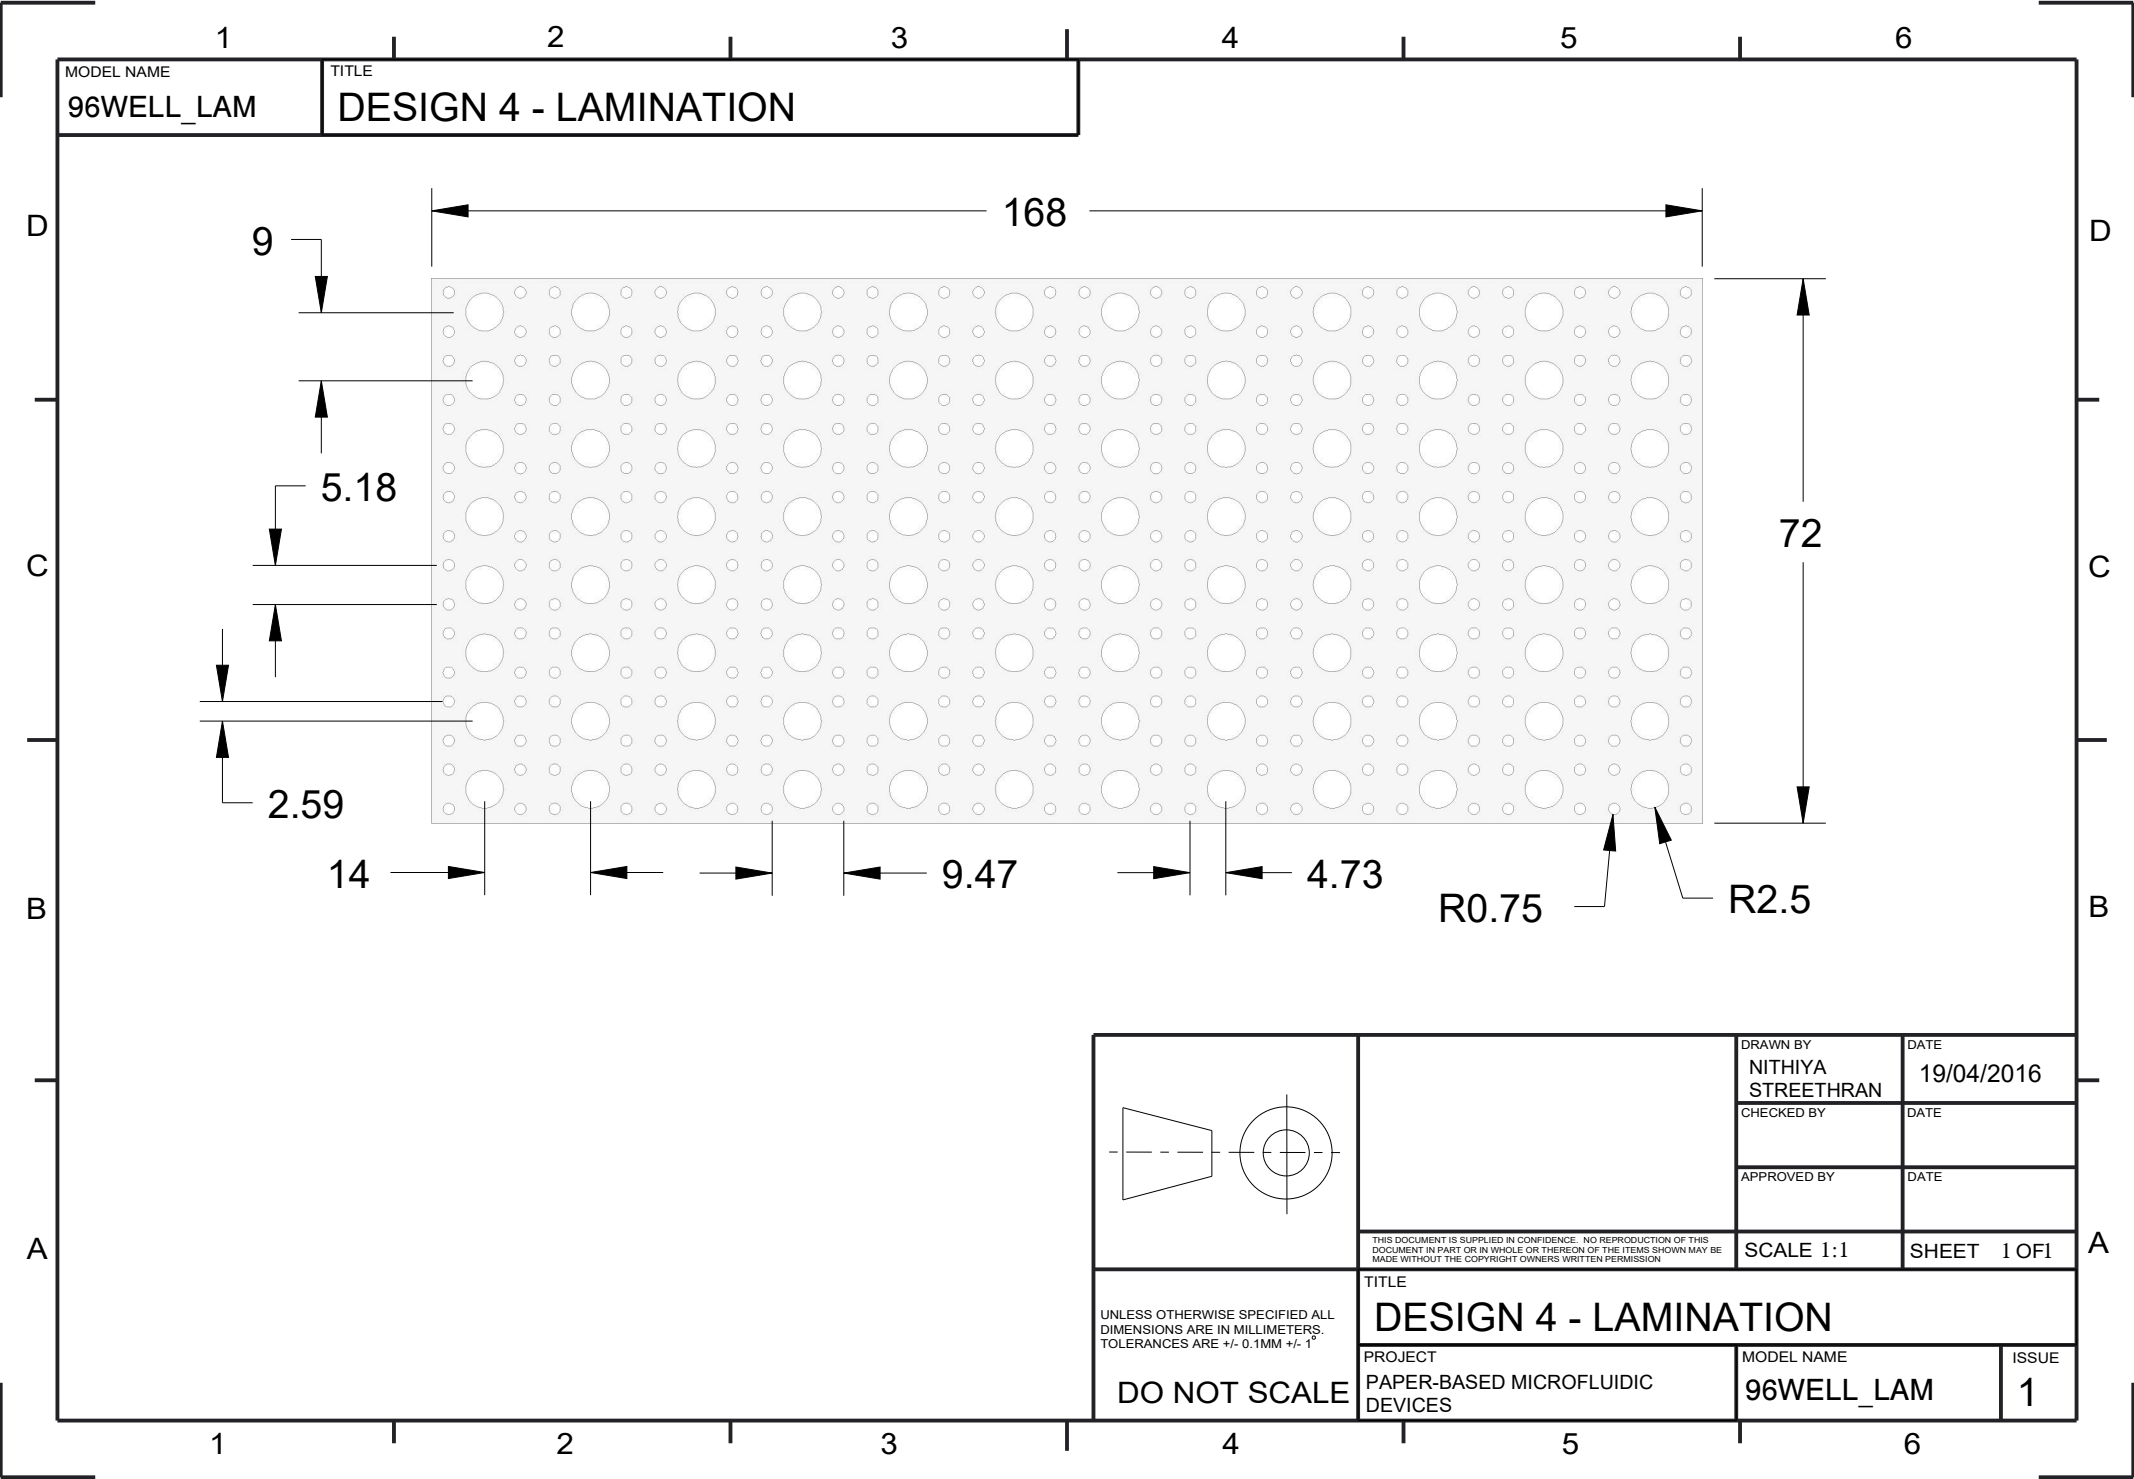 1 2 3 4 5 6
MODEL NAME
96WELL_LAM
TITLE
DESIGN 4 - LAMINATION
168
D
D
9
5.18
72
C
C
2.59
14
9.47
4.73
R0.75
R2.5
B
B
DRAWN BY
NITHIYA
STREETHRAN
DATE
19/04/2016
CHECKED BY
DATE
APPROVED BY
DATE
THIS DOCUMENT IS SUPPLIED IN CONFIDENCE. NO REPRODUCTION OF THIS
DOCUMENT IN PART OR IN WHOLE OR THEREON OF THE ITEMS SHOWN MAY BE
MADE WITHOUT THE COPYRIGHT OWNERS WRITTEN PERMISSION
SCALE 1:1
SHEET 1 OF1
A
A
UNLESS OTHERWISE SPECIFIED ALL
DIMENSIONS ARE IN MILLIMETERS.
TOLERANCES ARE +/- 0.1MM +/- 1°
DO NOT SCALE
TITLE
DESIGN 4 - LAMINATION
PROJECT
PAPER-BASED MICROFLUIDIC
DEVICES
MODEL NAME
96WELL_LAM
ISSUE
1
1 2 3 4 5 6